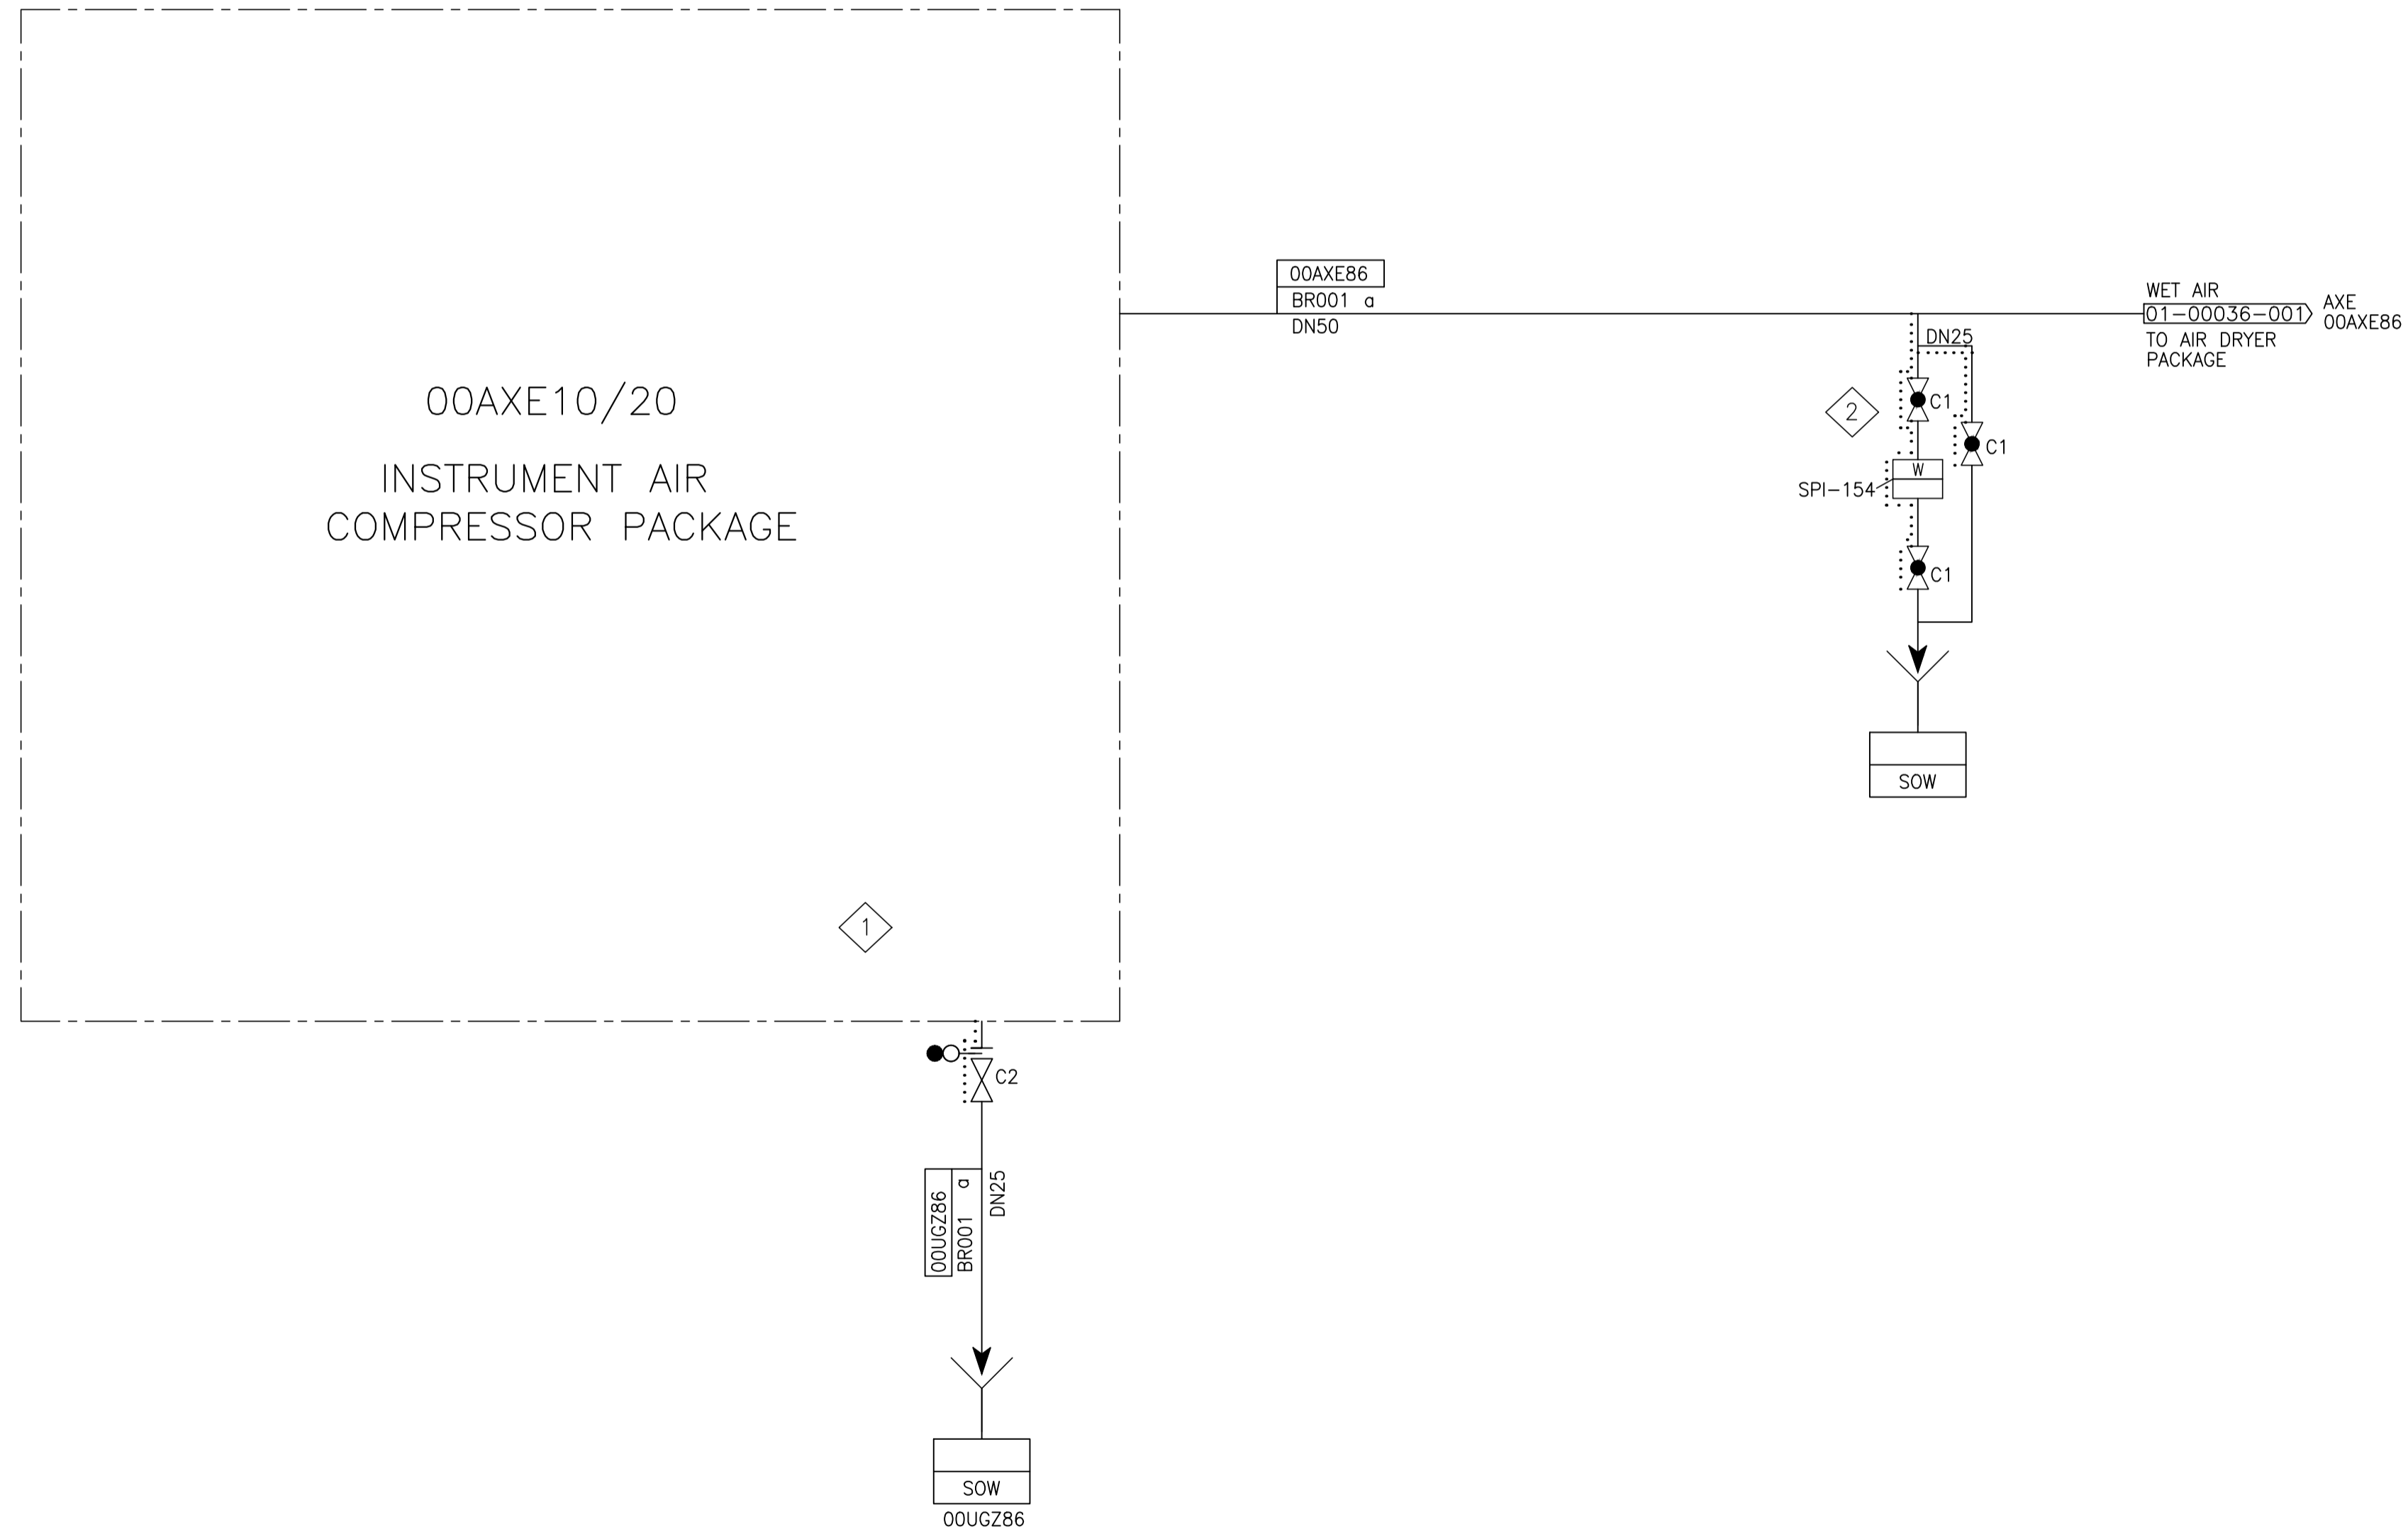 00AXE86
BR001 a
DN50
WET AIR
01-00036-001
AXE
00AXE86
TO AIR DRYER
PACKAGE
DN25
00AXE10/20
INSTRUMENT AIR
COMPRESSOR PACKAGE
2
C1
C1
W
SPI-154
C1
SOW
1
C2
00UGZ86
BR001 a
DN25
SOW
00UGZ86